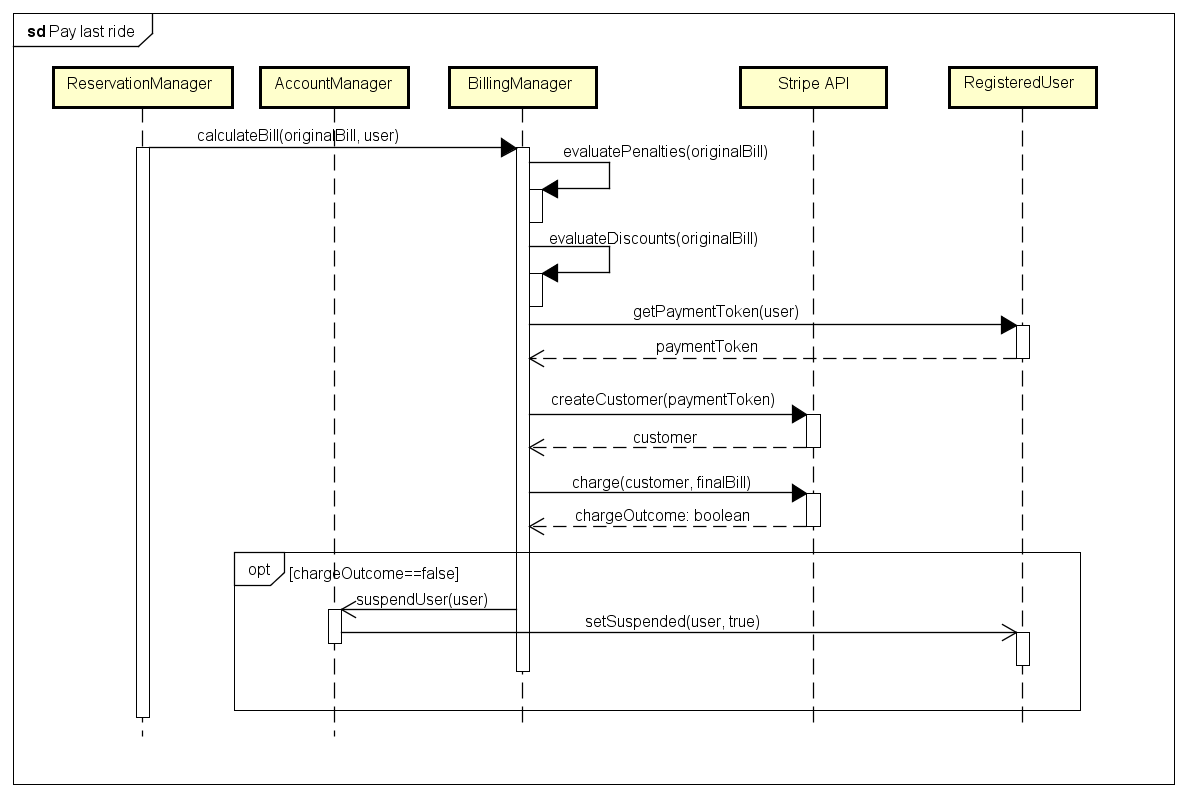 sd Pay last ride
ReservationManager
AccountManager
BillingManager
Stripe API
RegisteredUser
calculateBill(originalBill, user)
evaluatePenalties(originalBill)
evaluateDiscounts(originalBill)
getPaymentToken(user)
paymentToken
createCustomer(paymentToken)
customer
charge(customer, finalBill)
chargeOutcome: boolean
opt
[chargeOutcome==false]
suspendUser(user)
setSuspended(user, true)